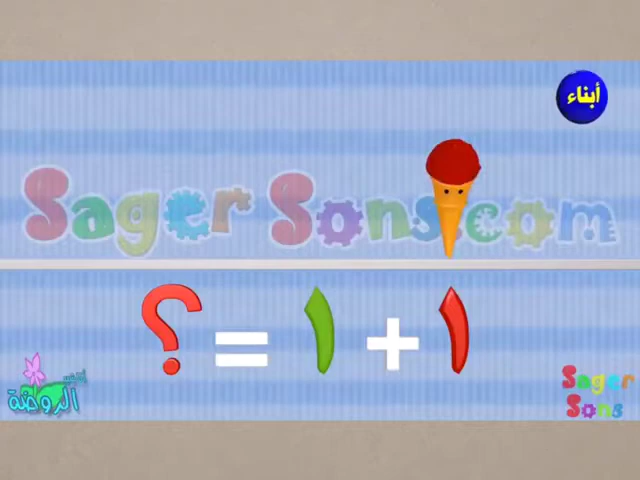 أبناء
Sager Sons.com
١ + ١ = ؟
الروضة
Sager
Sons